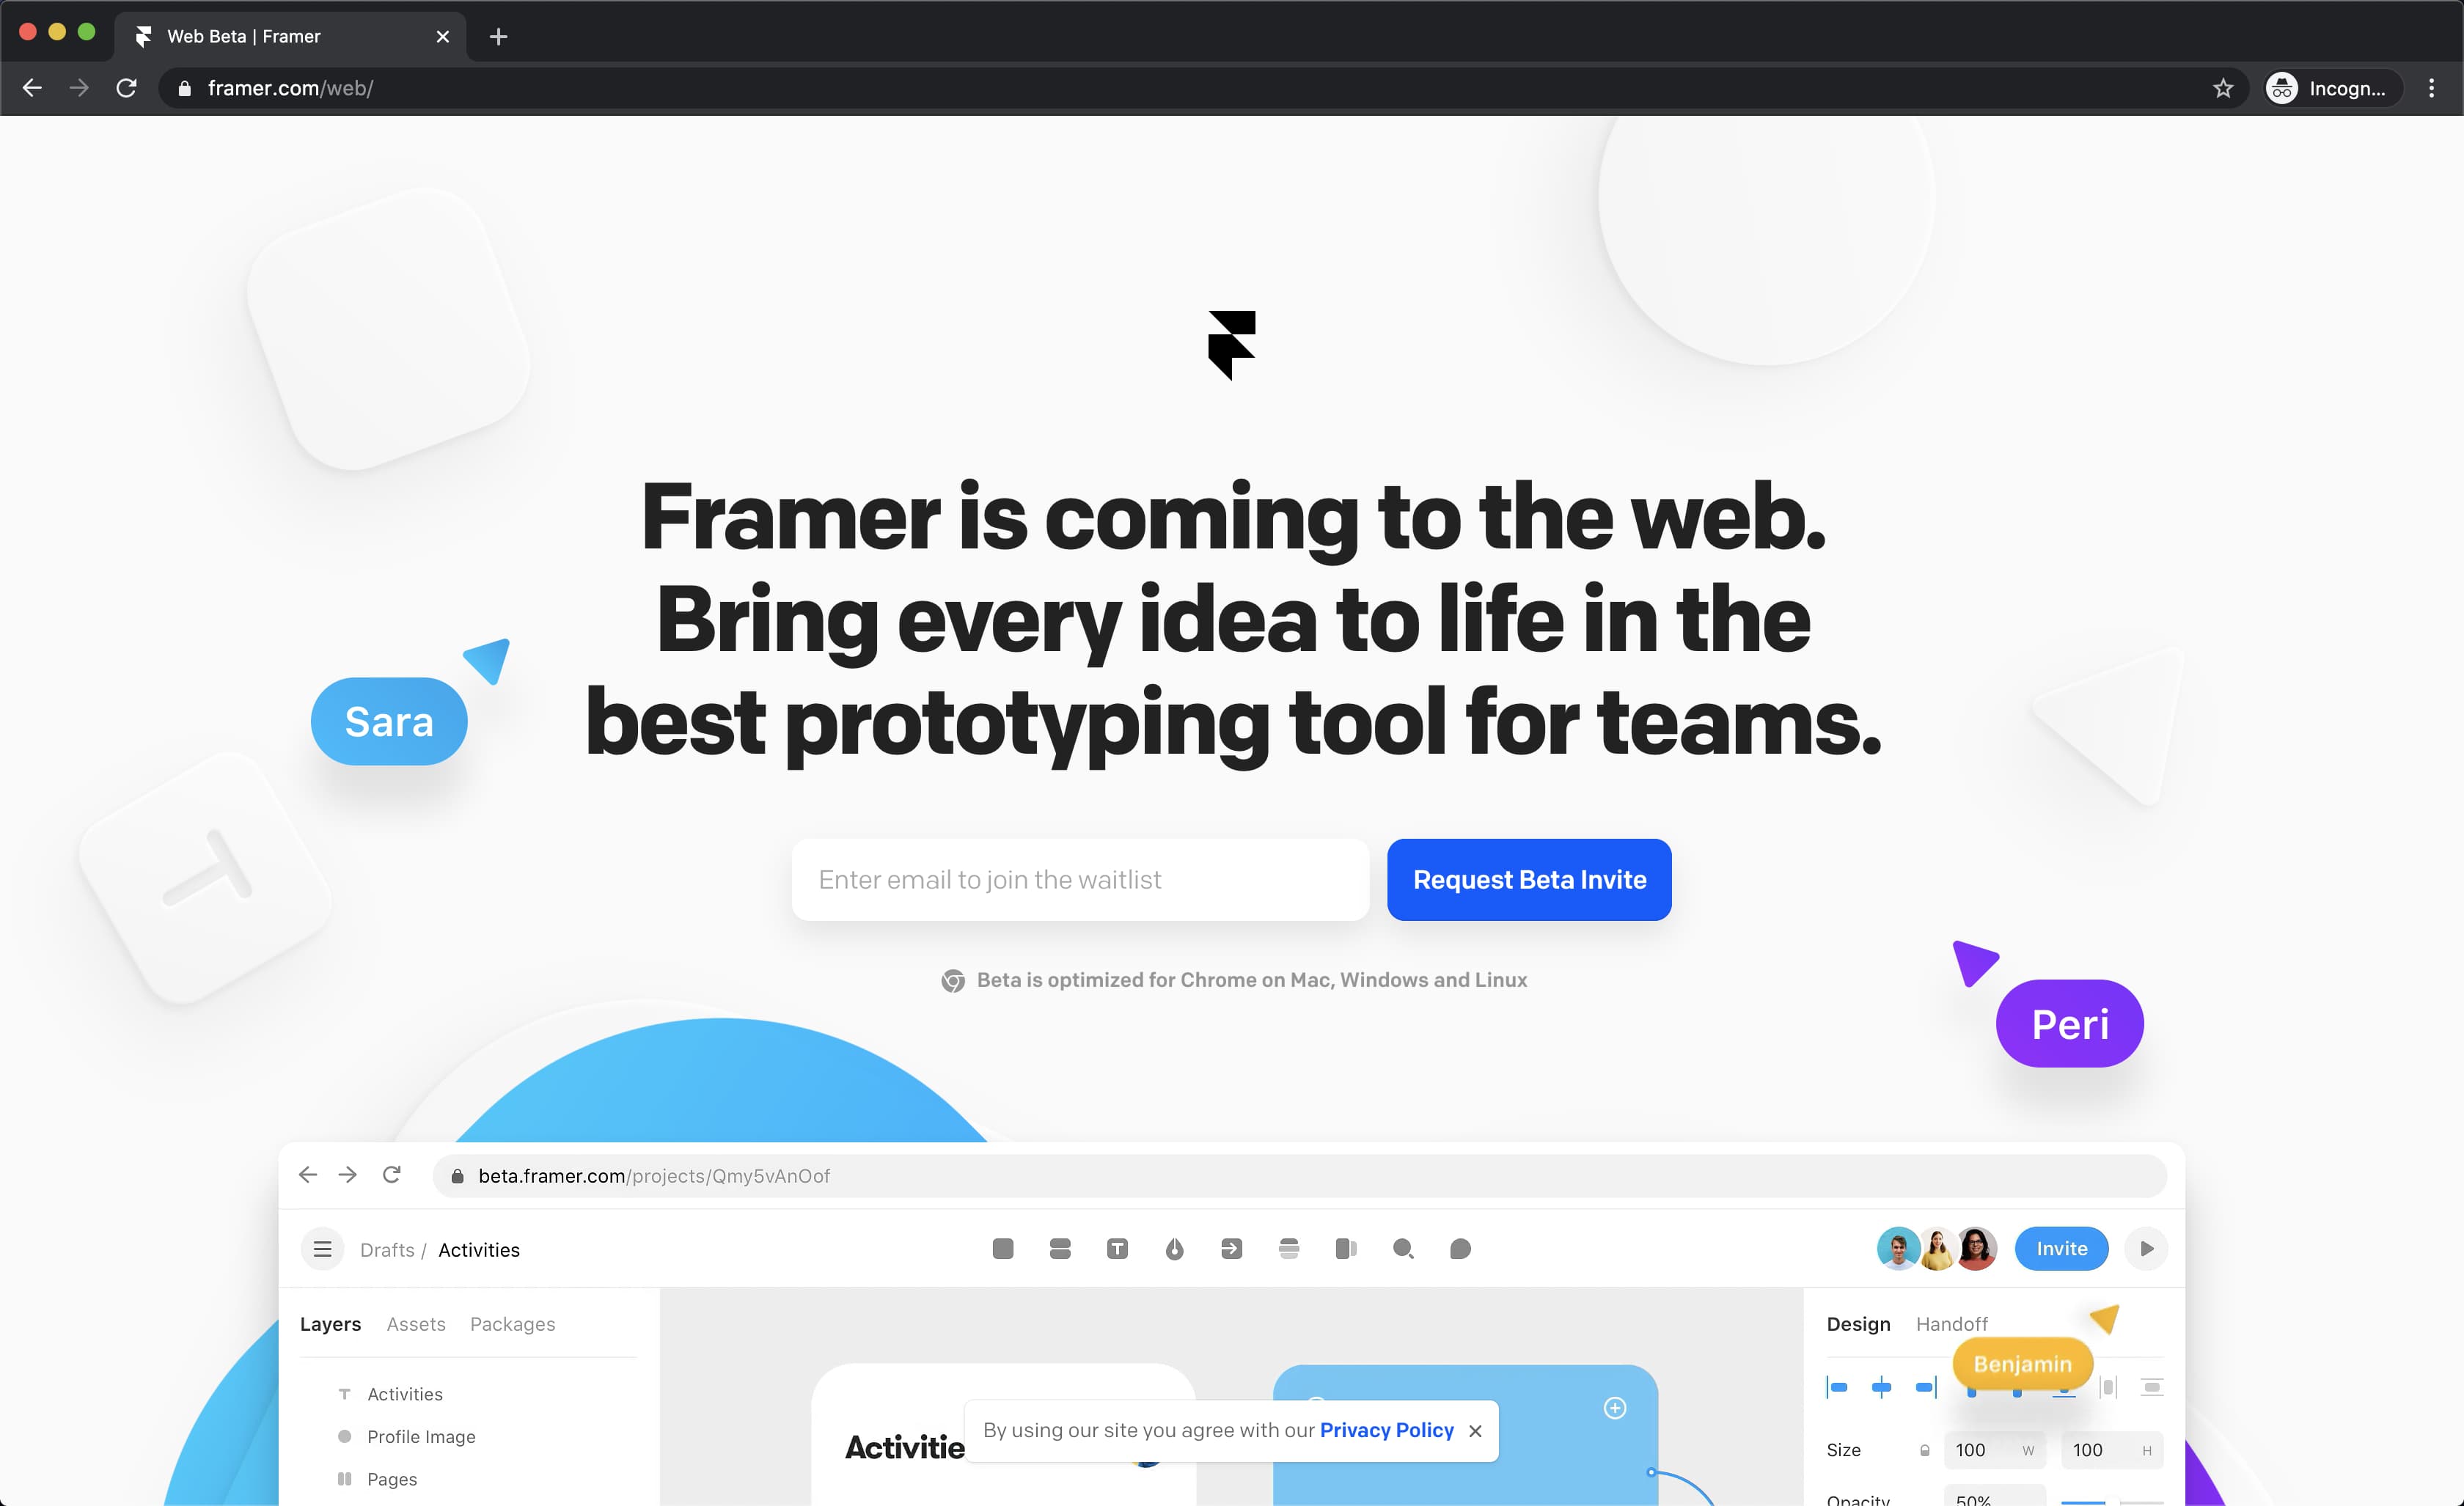 Web Beta | Framer
framer.com/web/
Incogn...
Framer is coming to the web.
Bring every idea to life in the
best prototyping tool for teams.
Sara
Enter email to join the waitlist
Request Beta Invite
Beta is optimized for Chrome on Mac, Windows and Linux
Peri
beta.framer.com/projects/Qmy5vAnOof
Drafts / Activities
Invite
Layers Assets Packages
Design Handoff
Benjamin
Activities
Profile Image
Pages
Activitie
By using our site you agree with our Privacy Policy
Size 100 W 100 H
Opacity 50%